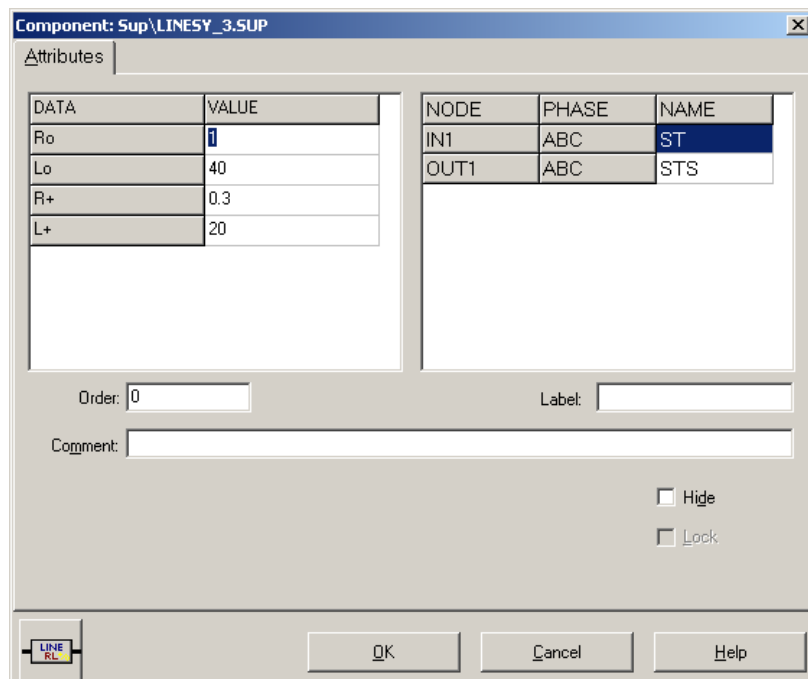 Component: Sup\LINESY_3.SUP
Attributes
DATA VALUE
Ro 1
Lo 40
R+ 0.3
L+ 20
NODE PHASE NAME
IN1 ABC ST
OUT1 ABC STS
Order: 0
Label:
Comment:
Hide
Lock
LINE
RL
OK
Cancel
Help